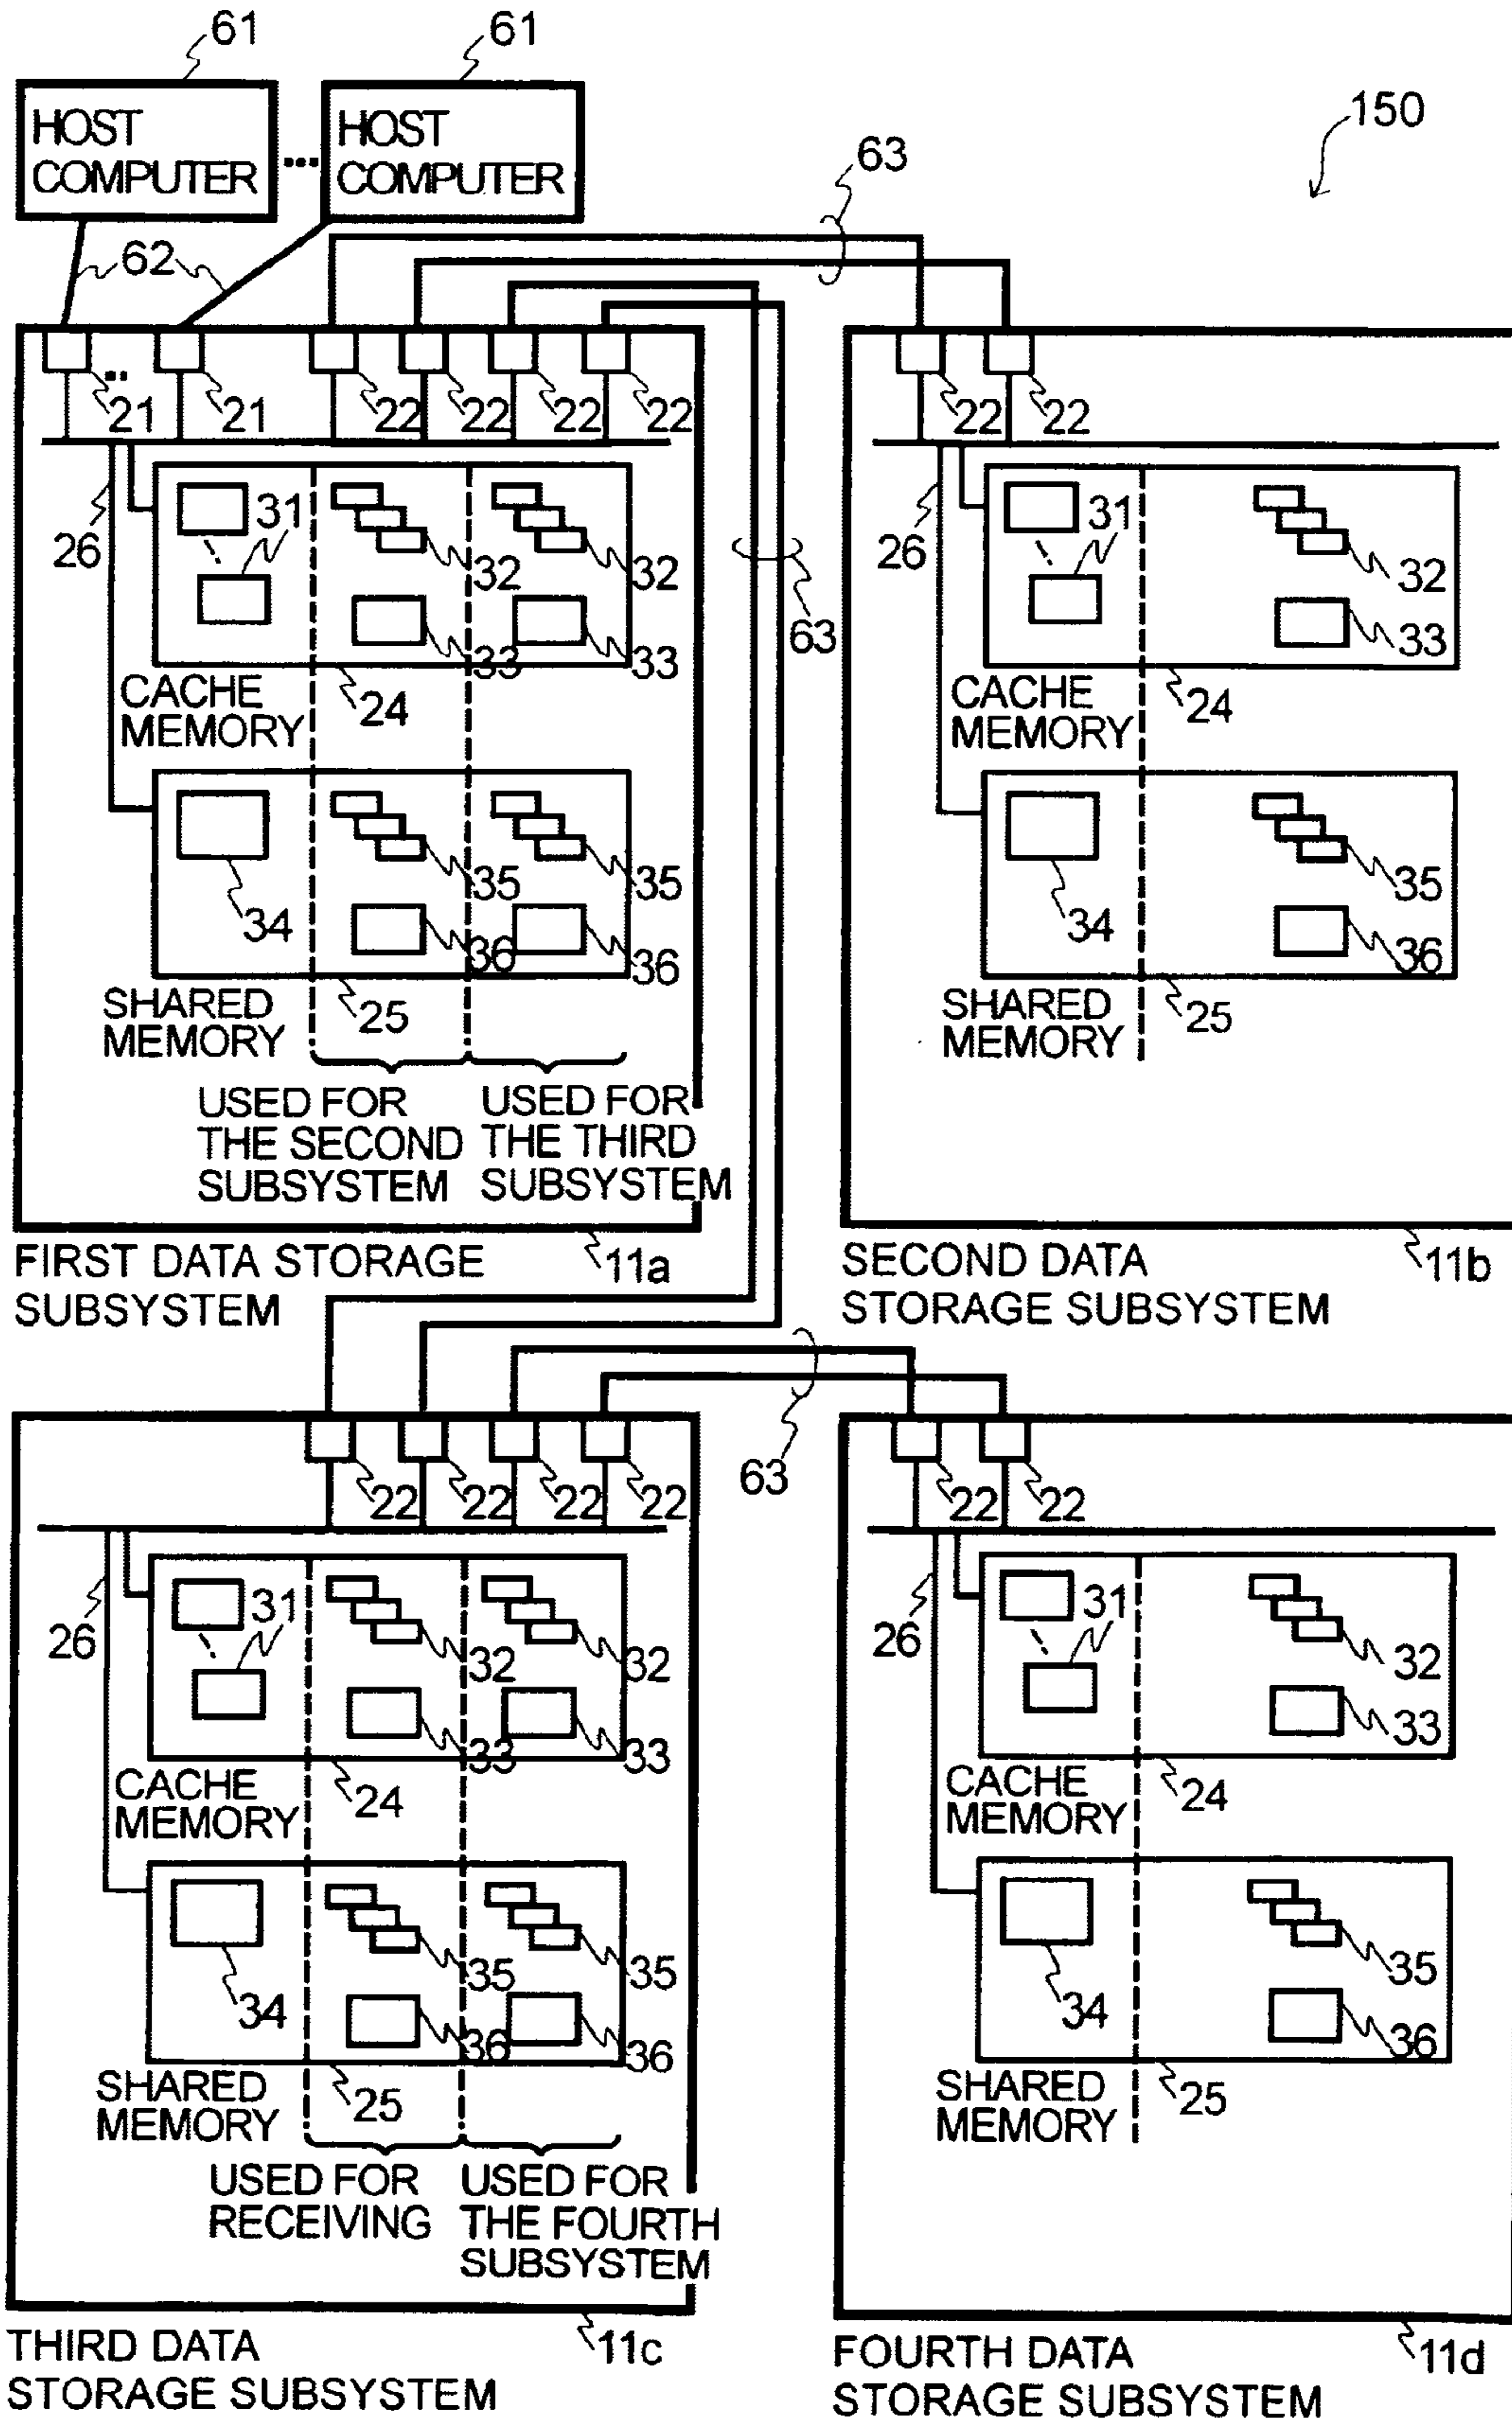 61
61
150
HOST
COMPUTER
...
HOST
COMPUTER
63
62
21
21
22
22
22
22
22
22
26
31
32
32
33
33
CACHE
MEMORY
24
63
26
31
32
33
CACHE
MEMORY
24
34
35
35
36
36
SHARED
MEMORY
25
34
35
36
SHARED
MEMORY
25
USED FOR
THE SECOND
SUBSYSTEM
USED FOR
THE THIRD
SUBSYSTEM
FIRST DATA STORAGE
SUBSYSTEM
11a
SECOND DATA
STORAGE SUBSYSTEM
11b
63
22
22
22
22
22
22
26
31
32
32
33
33
CACHE
MEMORY
24
26
31
32
33
CACHE
MEMORY
24
34
35
35
36
36
SHARED
MEMORY
25
34
35
36
SHARED
MEMORY
25
USED FOR
RECEIVING
USED FOR
THE FOURTH
SUBSYSTEM
THIRD DATA
STORAGE SUBSYSTEM
11c
FOURTH DATA
STORAGE SUBSYSTEM
11d